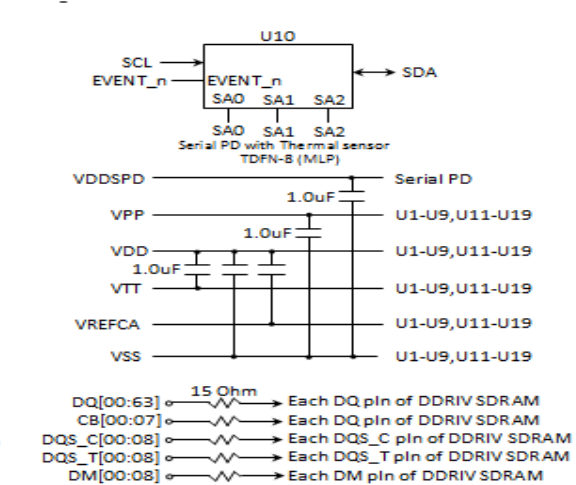 U10
SCL
EVENT_n EVENT_n
SDA
SA0 SA1 SA2
SA0 SA1 SA2
Serial PD with Thermal sensor
TDFN-8 (MLP)
VDDSPD Serial PD
1.0uF
VPP U1-U9,U11-U19
1.0uF
VDD U1-U9,U11-U19
1.0uF
VTT U1-U9,U11-U19
VREFCA U1-U9,U11-U19
VSS U1-U9,U11-U19
15 Ohm
DQ[00:63] Each DQ pin of DDRIV SDRAM
CB[00:07] Each DQ pin of DDRIV SDRAM
DQS_C[00:08] Each DQS_C pin of DDRIV SDRAM
DQS_T[00:08] Each DQS_T pin of DDRIV SDRAM
DM[00:08] Each DM pin of DDRIV SDRAM